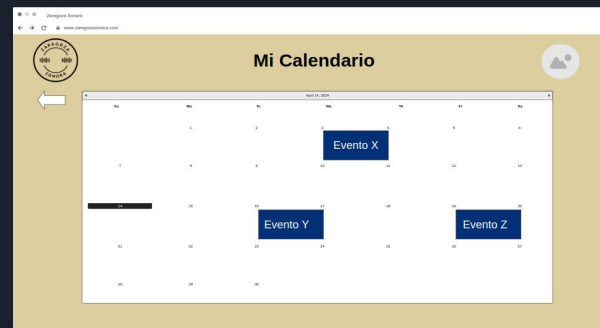 Zaragoza Sonora
www.zaragozasonora.com
ZARAGOZA
SONORA
Mi Calendario
April 14, 2024
Su Mo Tu We Th Fr Sa
1 2 3 4 5 6
Evento X
7 8 9 10 11 12 13
14 15 16 17 18 19 20
Evento Y Evento Z
21 22 23 24 25 26 27
28 29 30